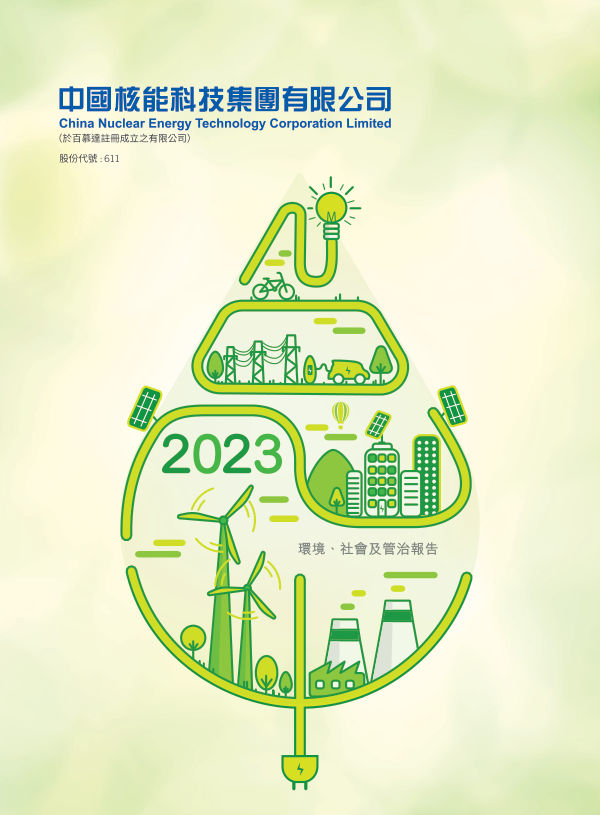 中國核能科技集團有限公司
China Nuclear Energy Technology Corporation Limited
(於百慕達註冊成立之有限公司)
股份代號 : 611
2023
環境、社會及管治報告